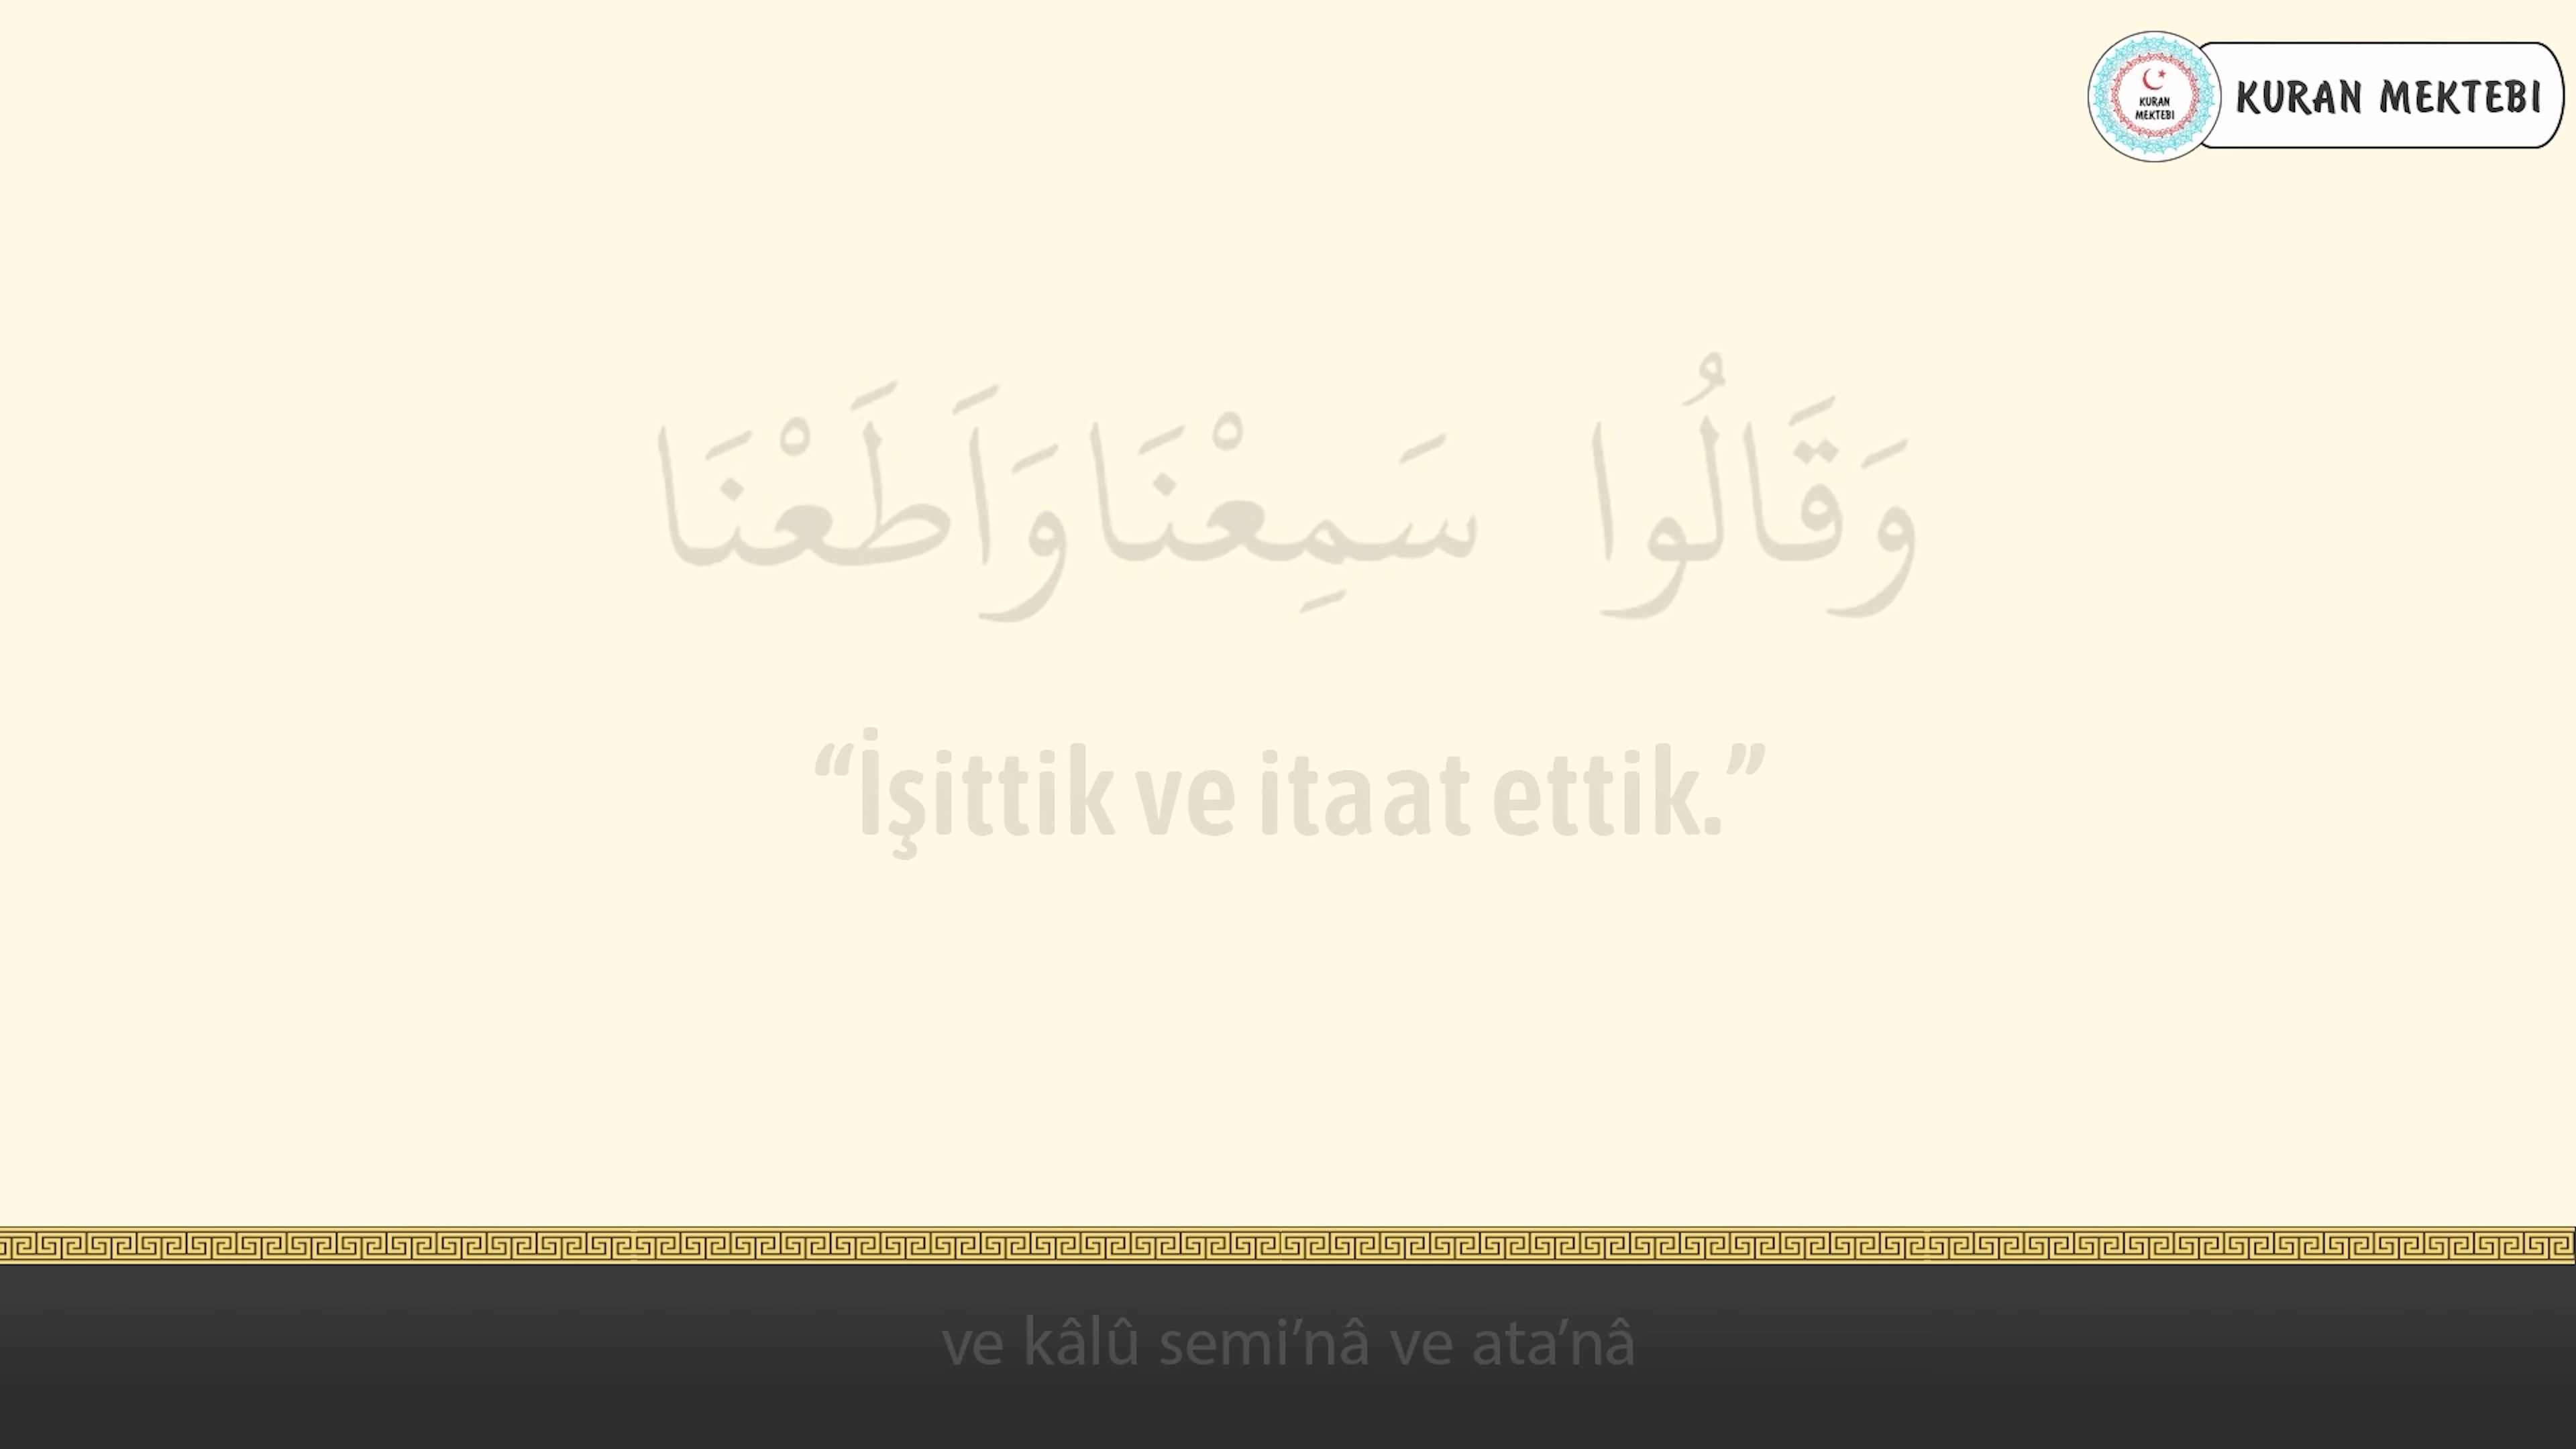 KURAN
MEKTEBI
KURAN MEKTEBI
وَقَالُوا سَمِعْنَا وَاَطَعْنَا
“İşittik ve itaat ettik.”
ve kâlû semi’nâ ve ata’nâ